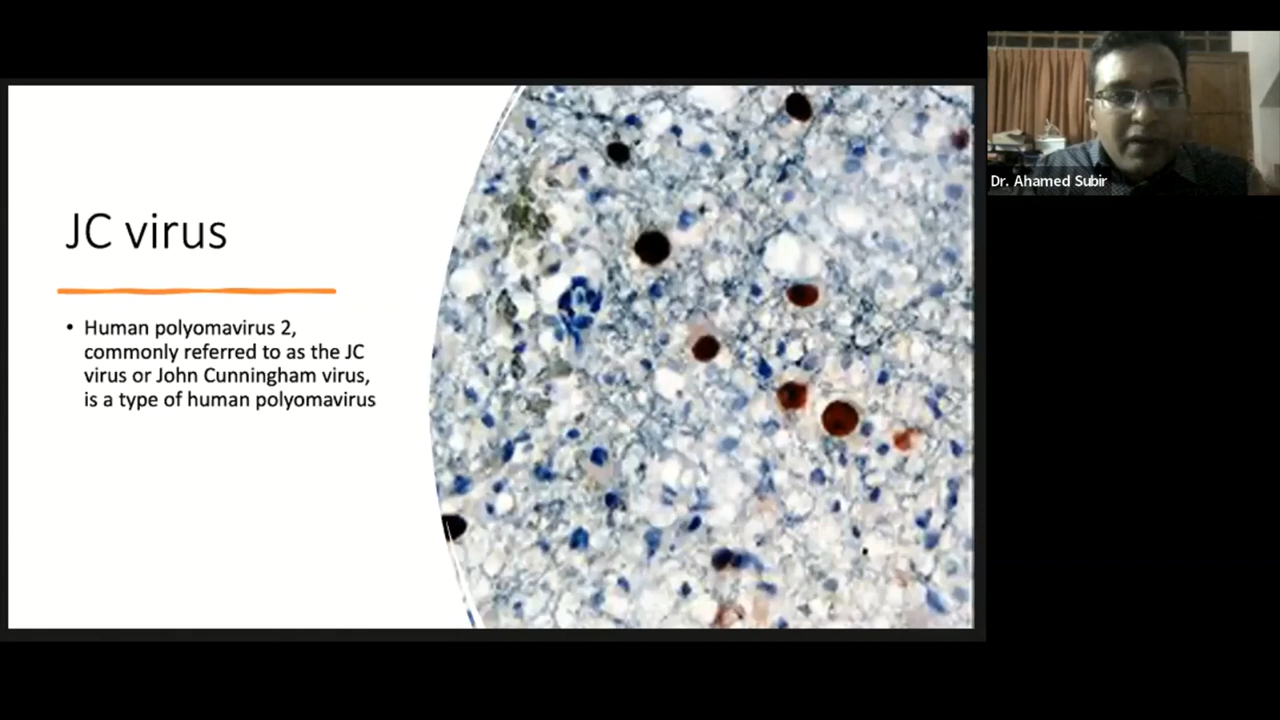 JC virus
• Human polyomavirus 2,
commonly referred to as the JC
virus or John Cunningham virus,
is a type of human polyomavirus
Dr. Ahamed Subir